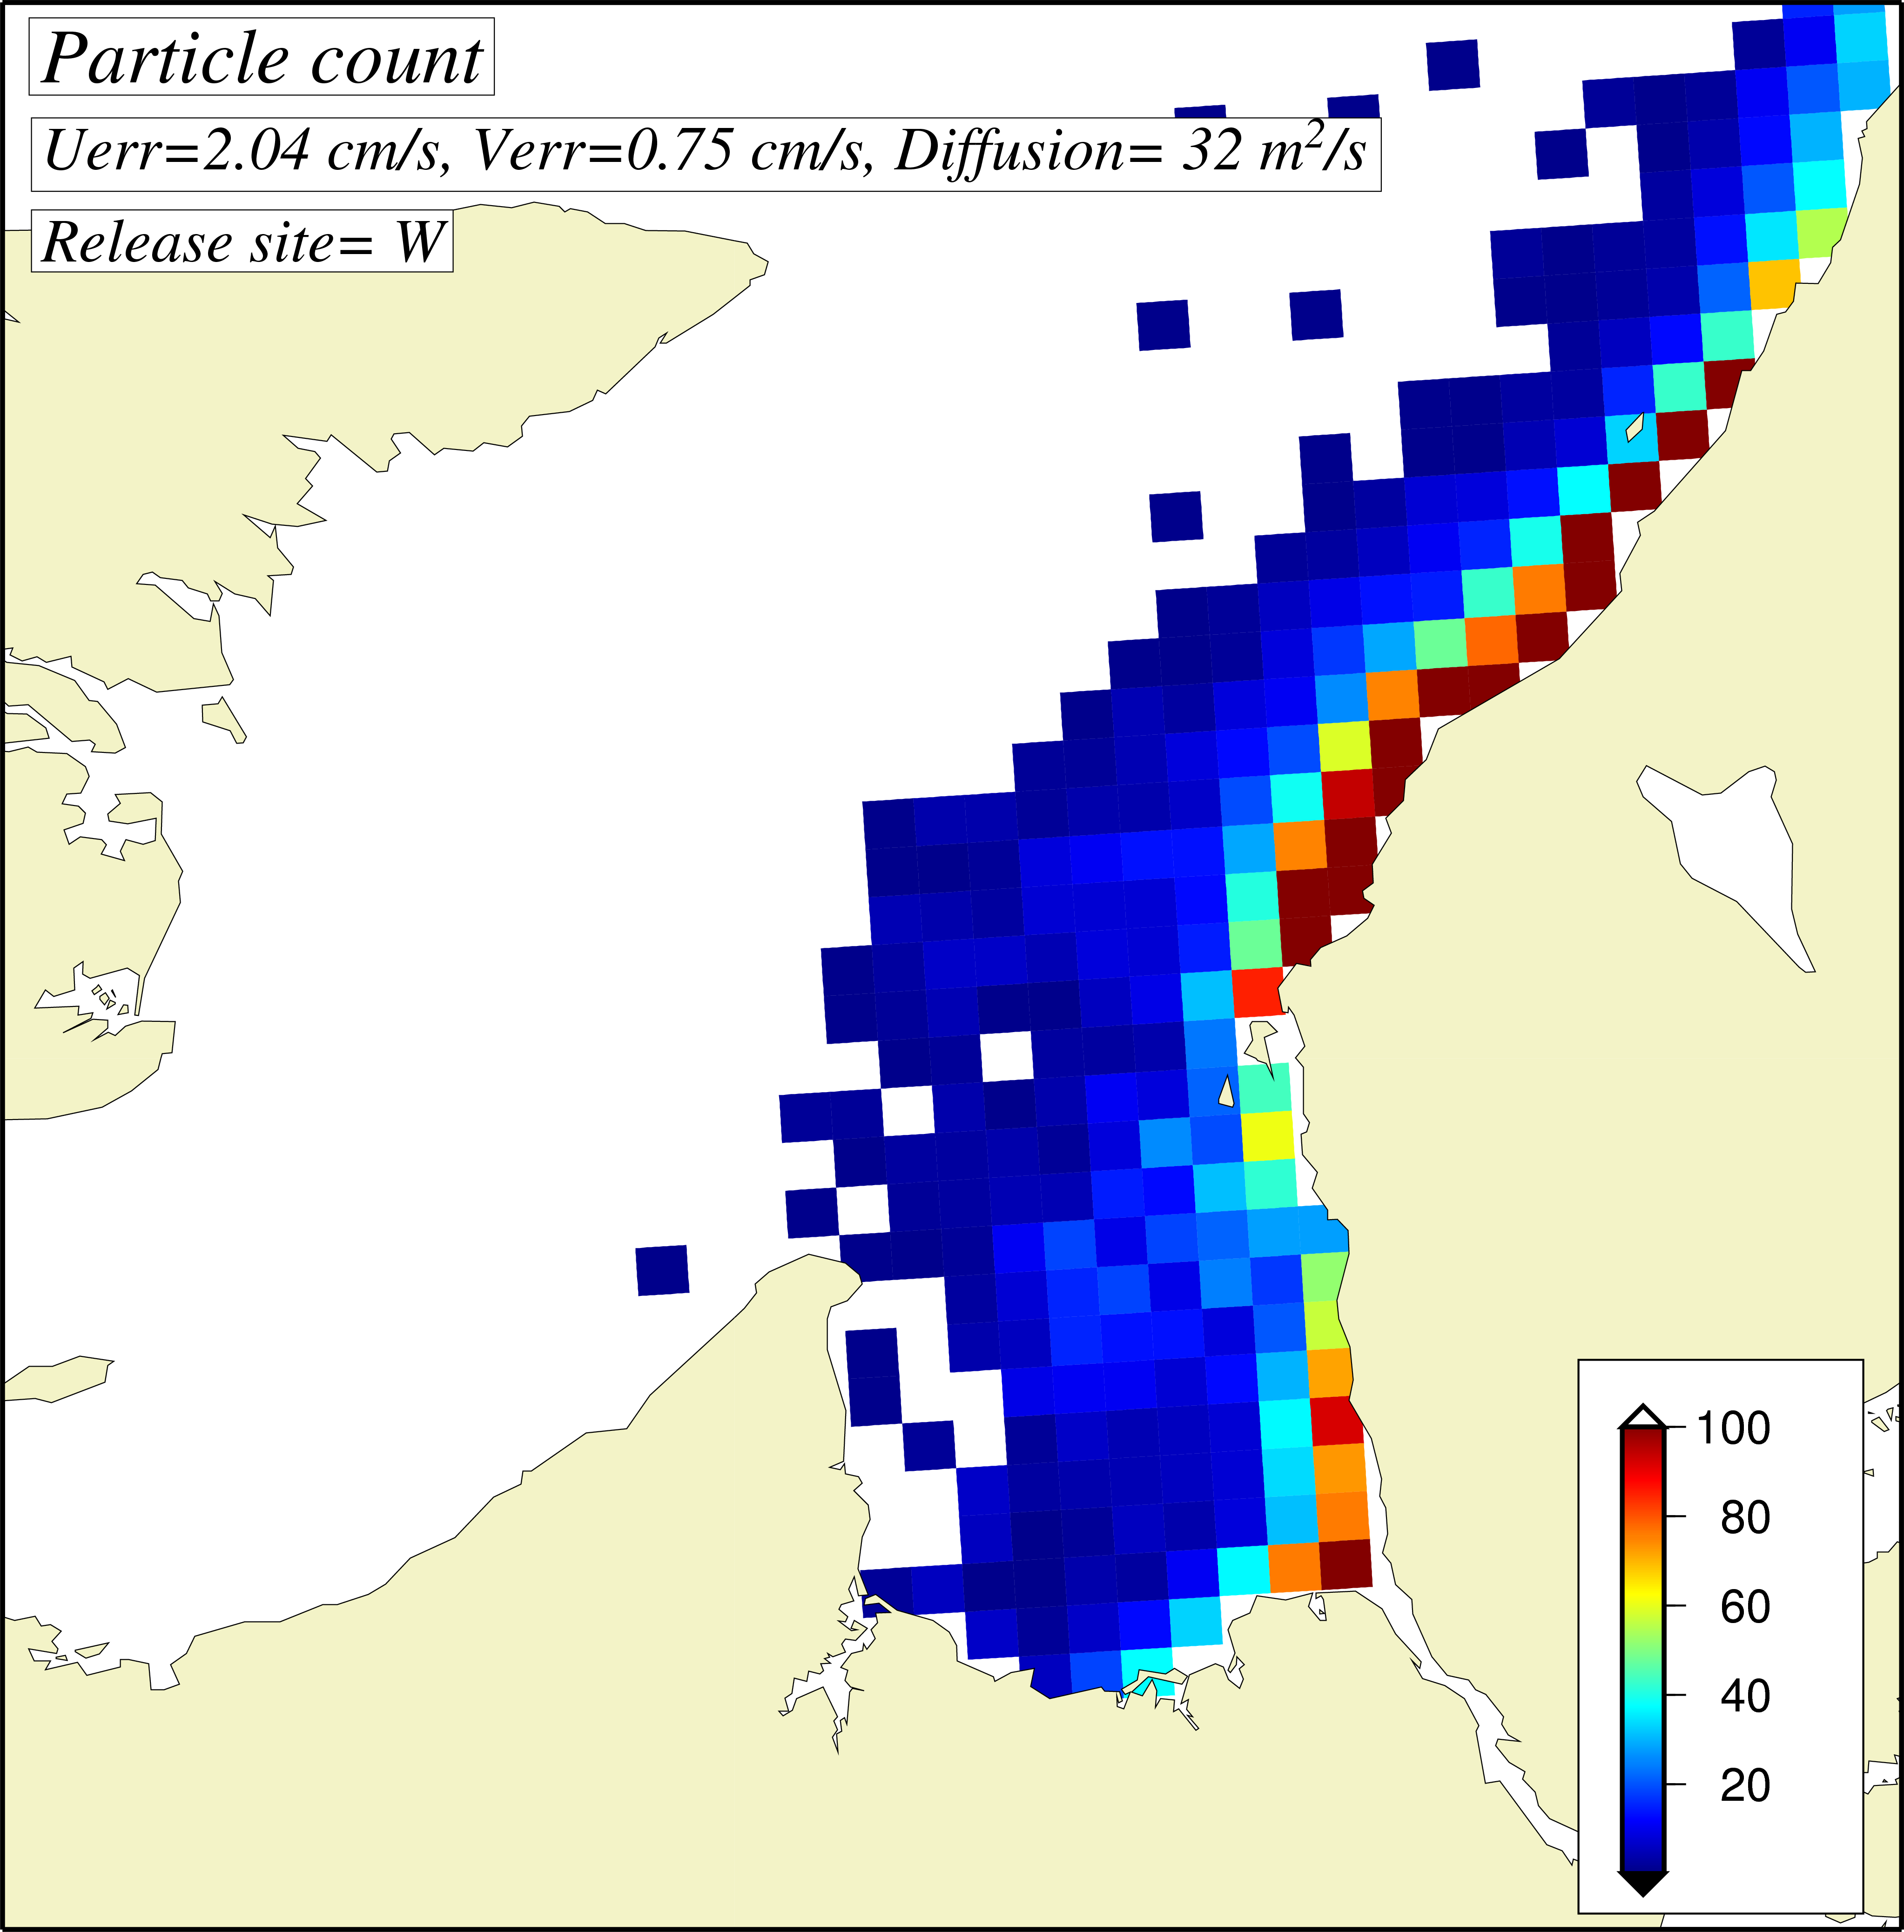 Particle count
Uerr=2.04 cm/s, Verr=0.75 cm/s, Diffusion= 32 m²/s
Release site= W
100
80
60
40
20